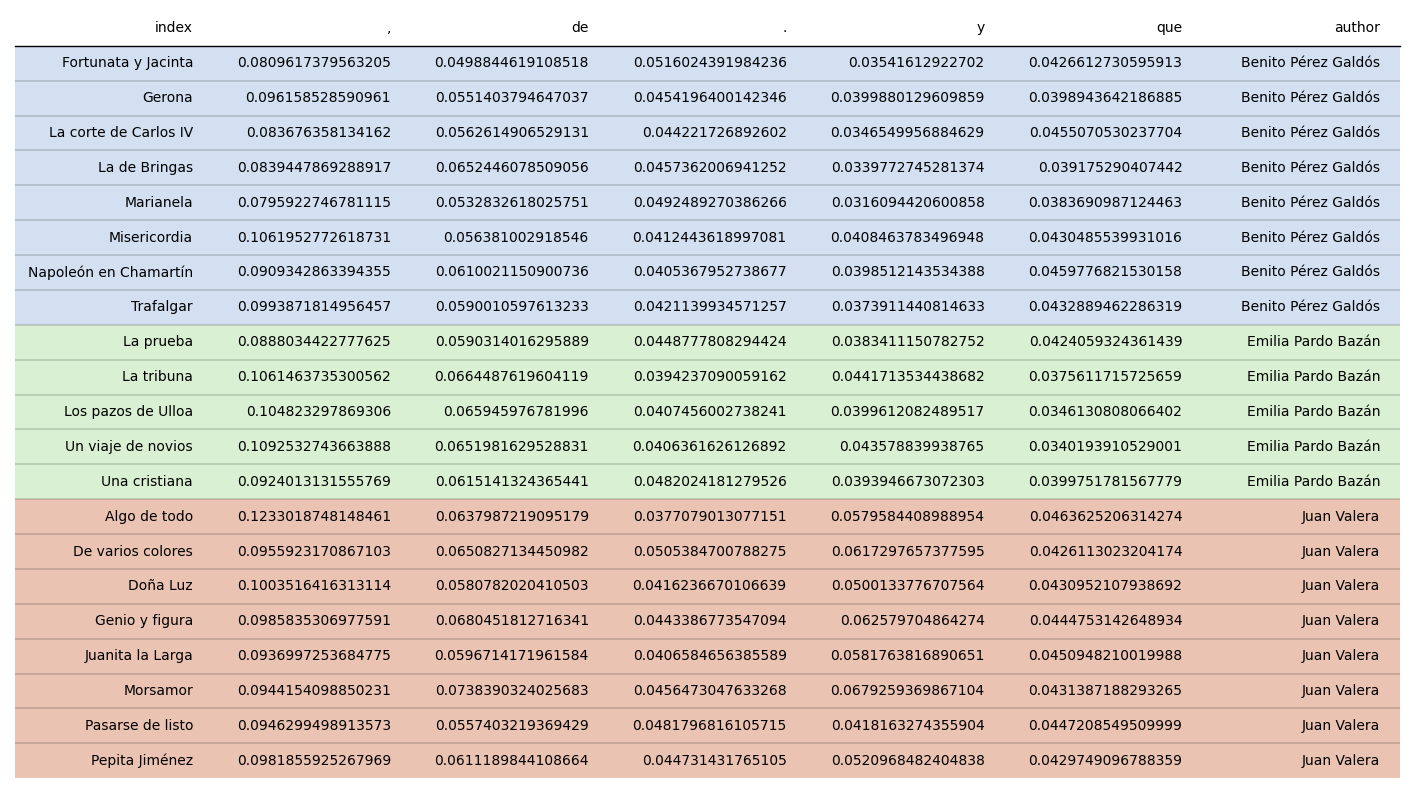 index , de . y que author
Fortunata y Jacinta 0.0809617379563205 0.0498844619108518 0.0516024391984236 0.03541612922702 0.0426612730595913 Benito Pérez Galdós
Gerona 0.096158528590961 0.0551403794647037 0.0454196400142346 0.0399880129609859 0.0398943642186885 Benito Pérez Galdós
La corte de Carlos IV 0.083676358134162 0.0562614906529131 0.044221726892602 0.0346549956884629 0.0455070530237704 Benito Pérez Galdós
La de Bringas 0.0839447869288917 0.0652446078509056 0.0457362006941252 0.0339772745281374 0.039175290407442 Benito Pérez Galdós
Marianela 0.0795922746781115 0.0532832618025751 0.0492489270386266 0.0316094420600858 0.0383690987124463 Benito Pérez Galdós
Misericordia 0.1061952772618731 0.056381002918546 0.0412443618997081 0.0408463783496948 0.0430485539931016 Benito Pérez Galdós
Napoleón en Chamartín 0.0909342863394355 0.0610021150900736 0.0405367952738677 0.0398512143534388 0.0459776821530158 Benito Pérez Galdós
Trafalgar 0.0993871814956457 0.0590010597613233 0.0421139934571257 0.0373911440814633 0.0432889462286319 Benito Pérez Galdós
La prueba 0.0888034422777625 0.0590314016295889 0.0448777808294424 0.0383411150782752 0.0424059324361439 Emilia Pardo Bazán
La tribuna 0.1061463735300562 0.0664487619604119 0.0394237090059162 0.0441713534438682 0.0375611715725659 Emilia Pardo Bazán
Los pazos de Ulloa 0.104823297869306 0.065945976781996 0.0407456002738241 0.0399612082489517 0.0346130808066402 Emilia Pardo Bazán
Un viaje de novios 0.1092532743663888 0.0651981629528831 0.0406361626126892 0.043578839938765 0.0340193910529001 Emilia Pardo Bazán
Una cristiana 0.0924013131555769 0.0615141324365441 0.0482024181279526 0.0393946673072303 0.0399751781567779 Emilia Pardo Bazán
Algo de todo 0.1233018748148461 0.0637987219095179 0.0377079013077151 0.0579584408988954 0.0463625206314274 Juan Valera
De varios colores 0.0955923170867103 0.0650827134450982 0.0505384700788275 0.0617297657377595 0.0426113023204174 Juan Valera
Doña Luz 0.1003516416313114 0.0580782020410503 0.0416236670106639 0.0500133776707564 0.0430952107938692 Juan Valera
Genio y figura 0.0985835306977591 0.0680451812716341 0.0443386773547094 0.062579704864274 0.0444753142648934 Juan Valera
Juanita la Larga 0.0936997253684775 0.0596714171961584 0.0406584656385589 0.0581763816890651 0.0450948210019988 Juan Valera
Morsamor 0.0944154098850231 0.0738390324025683 0.0456473047633268 0.0679259369867104 0.0431387188293265 Juan Valera
Pasarse de listo 0.0946299498913573 0.0557403219369429 0.0481796816105715 0.0418163274355904 0.0447208549509999 Juan Valera
Pepita Jiménez 0.0981855925267969 0.0611189844108664 0.044731431765105 0.0520968482404838 0.0429749096788359 Juan Valera